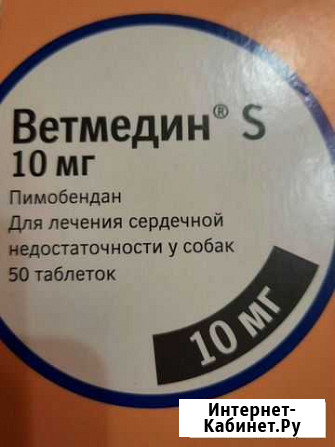 Ветмедин® S
10 мг
Пимобендан
Для лечения сердечной
недостаточности у собак
50 таблеток
10 мг
Интернет-
Кабинет.Ру